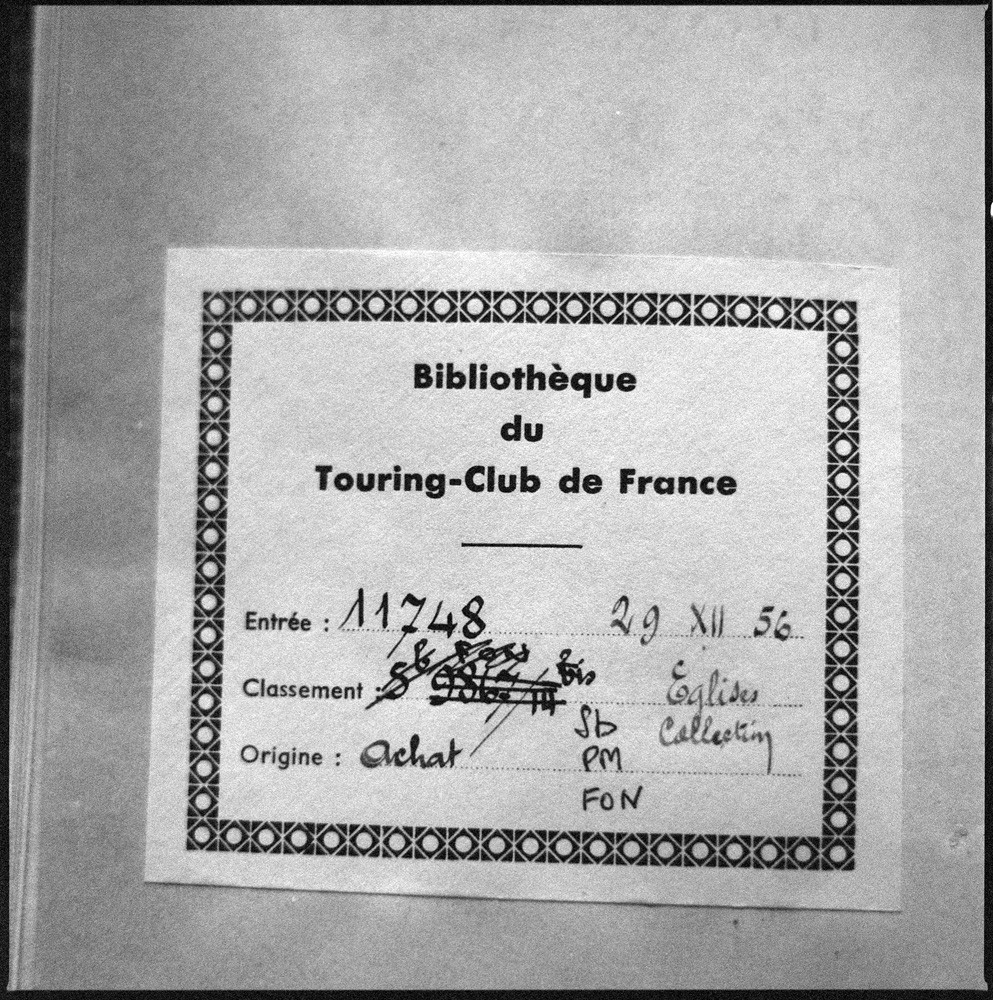 Bibliothèque
du
Touring-Club de France
Entrée : 11748 29 XII 56
Classement : bis Eglises
Sb Collection
Origine : Achat PM
FON